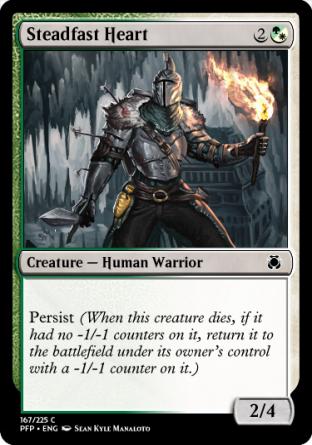 Steadfast Heart 2
Creature — Human Warrior
Persist (When this creature dies, if it
had no -1/-1 counters on it, return it to
the battlefield under its owner's control
with a -1/-1 counter on it.)
2/4
167/225 C
PFP • ENG Sean Kyle Manaloto